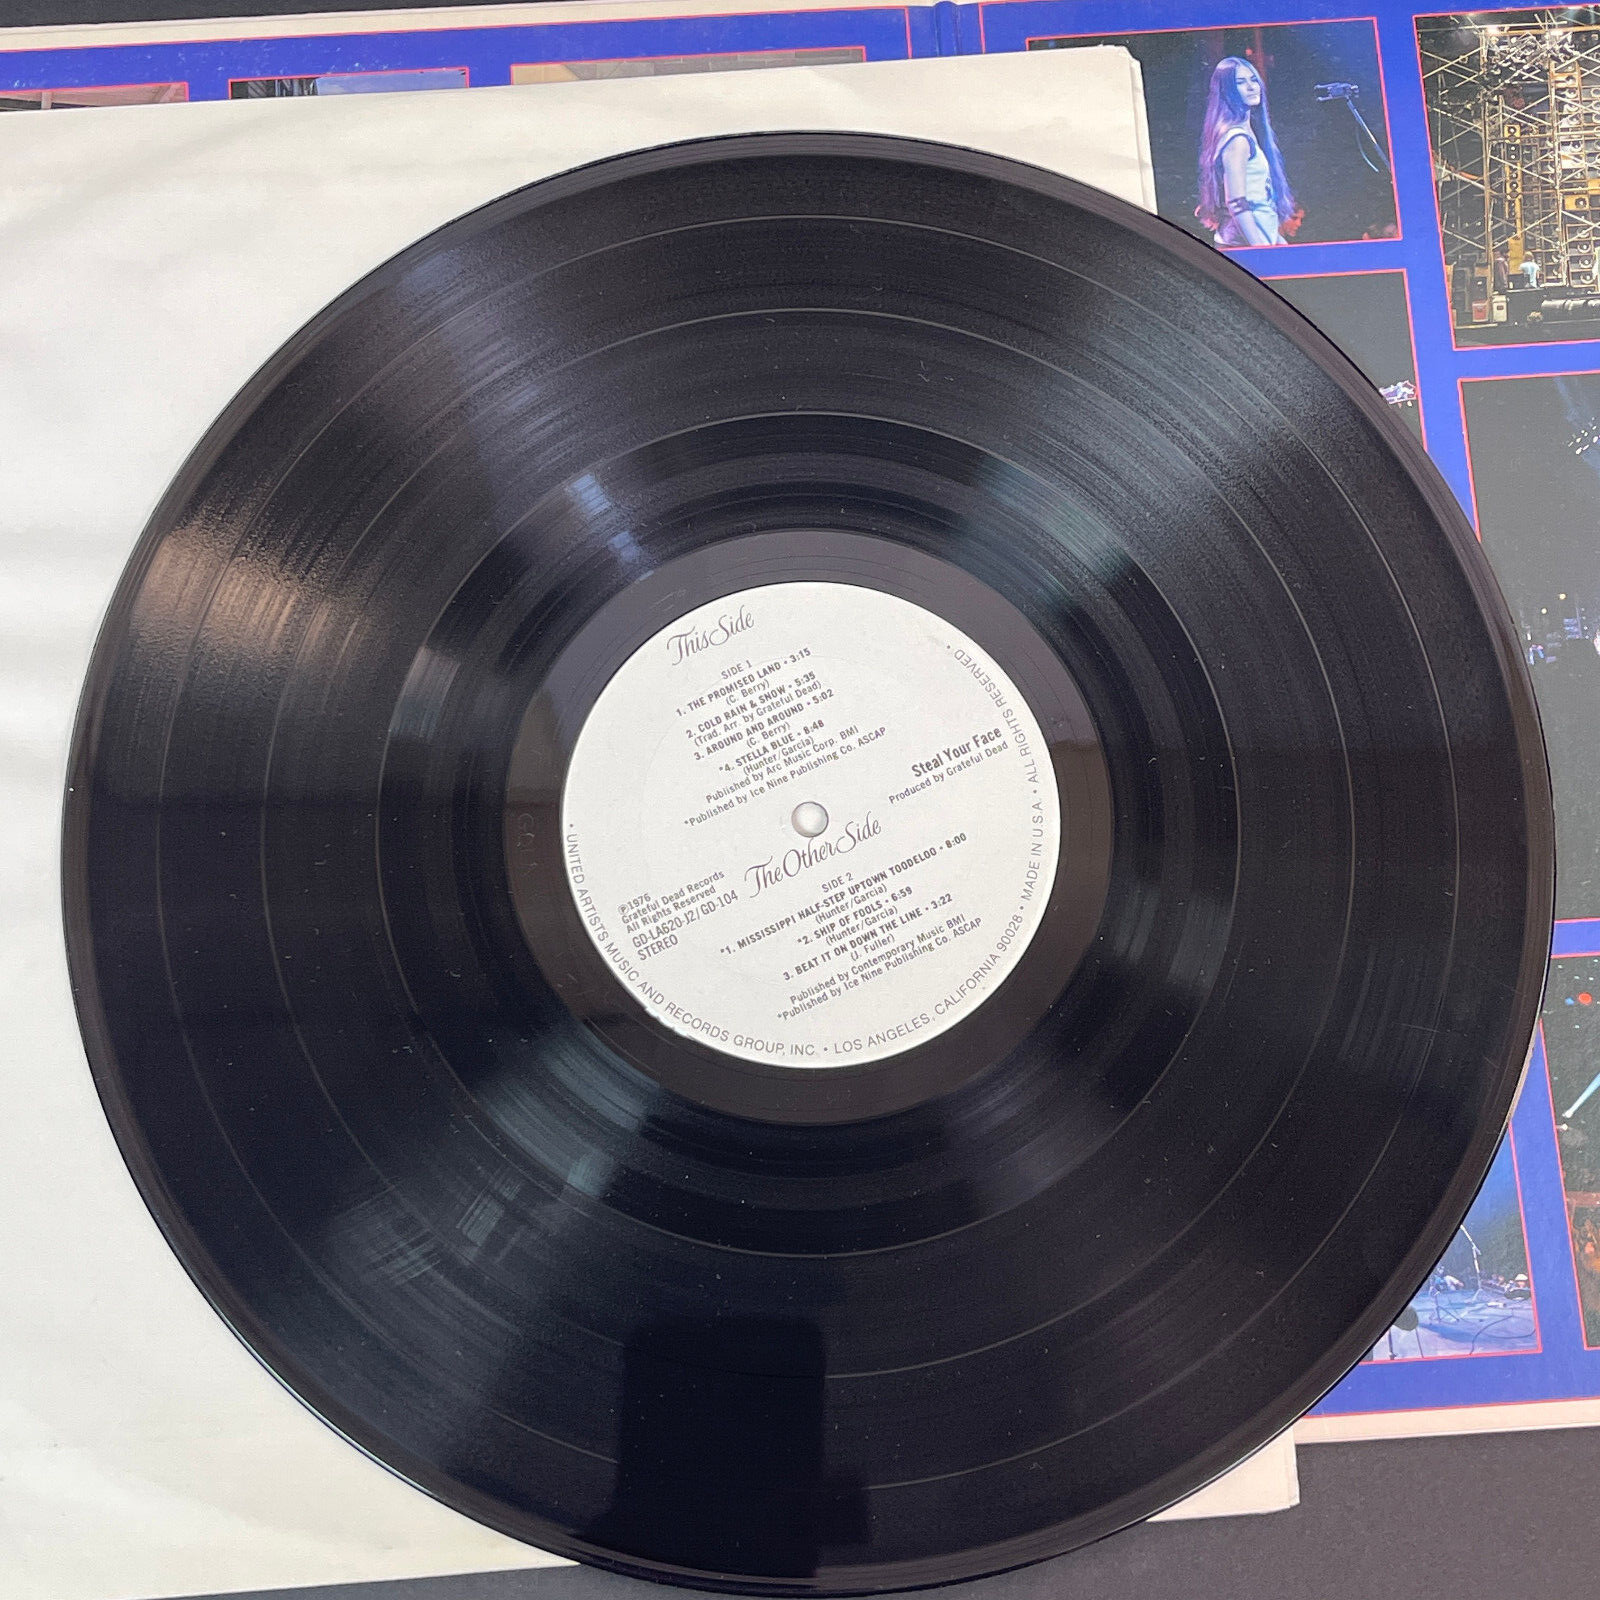 This Side
SIDE 1
1. THE PROMISED LAND • 3:15
(C. Berry)
2. COLD RAIN & SNOW • 5:35
(Trad. Arr. by Grateful Dead)
3. AROUND AND AROUND • 5:02
(C. Berry)
*4. STELLA BLUE • 8:48
(Hunter/Garcia)
Published by Arc Music Corp. BMI
*Published by Ice Nine Publishing Co. ASCAP
Steal Your Face
Produced by Grateful Dead
The Other Side
SIDE 2
*1. MISSISSIPPI HALF-STEP UPTOWN TOODELOO • 8:00
(Hunter/Garcia)
*2. SHIP OF FOOLS • 6:59
(Hunter/Garcia)
3. BEAT IT ON DOWN THE LINE • 3:22
(J. Fuller)
Published by Contemporary Music BMI
*Published by Ice Nine Publishing Co. ASCAP
℗1976
Grateful Dead Records
All Rights Reserved
GD-LA620-J2/GD-104
STEREO
• UNITED ARTISTS MUSIC AND RECORDS GROUP, INC. • LOS ANGELES, CALIFORNIA 90028 • MADE IN U.S.A. • ALL RIGHTS RESERVED •